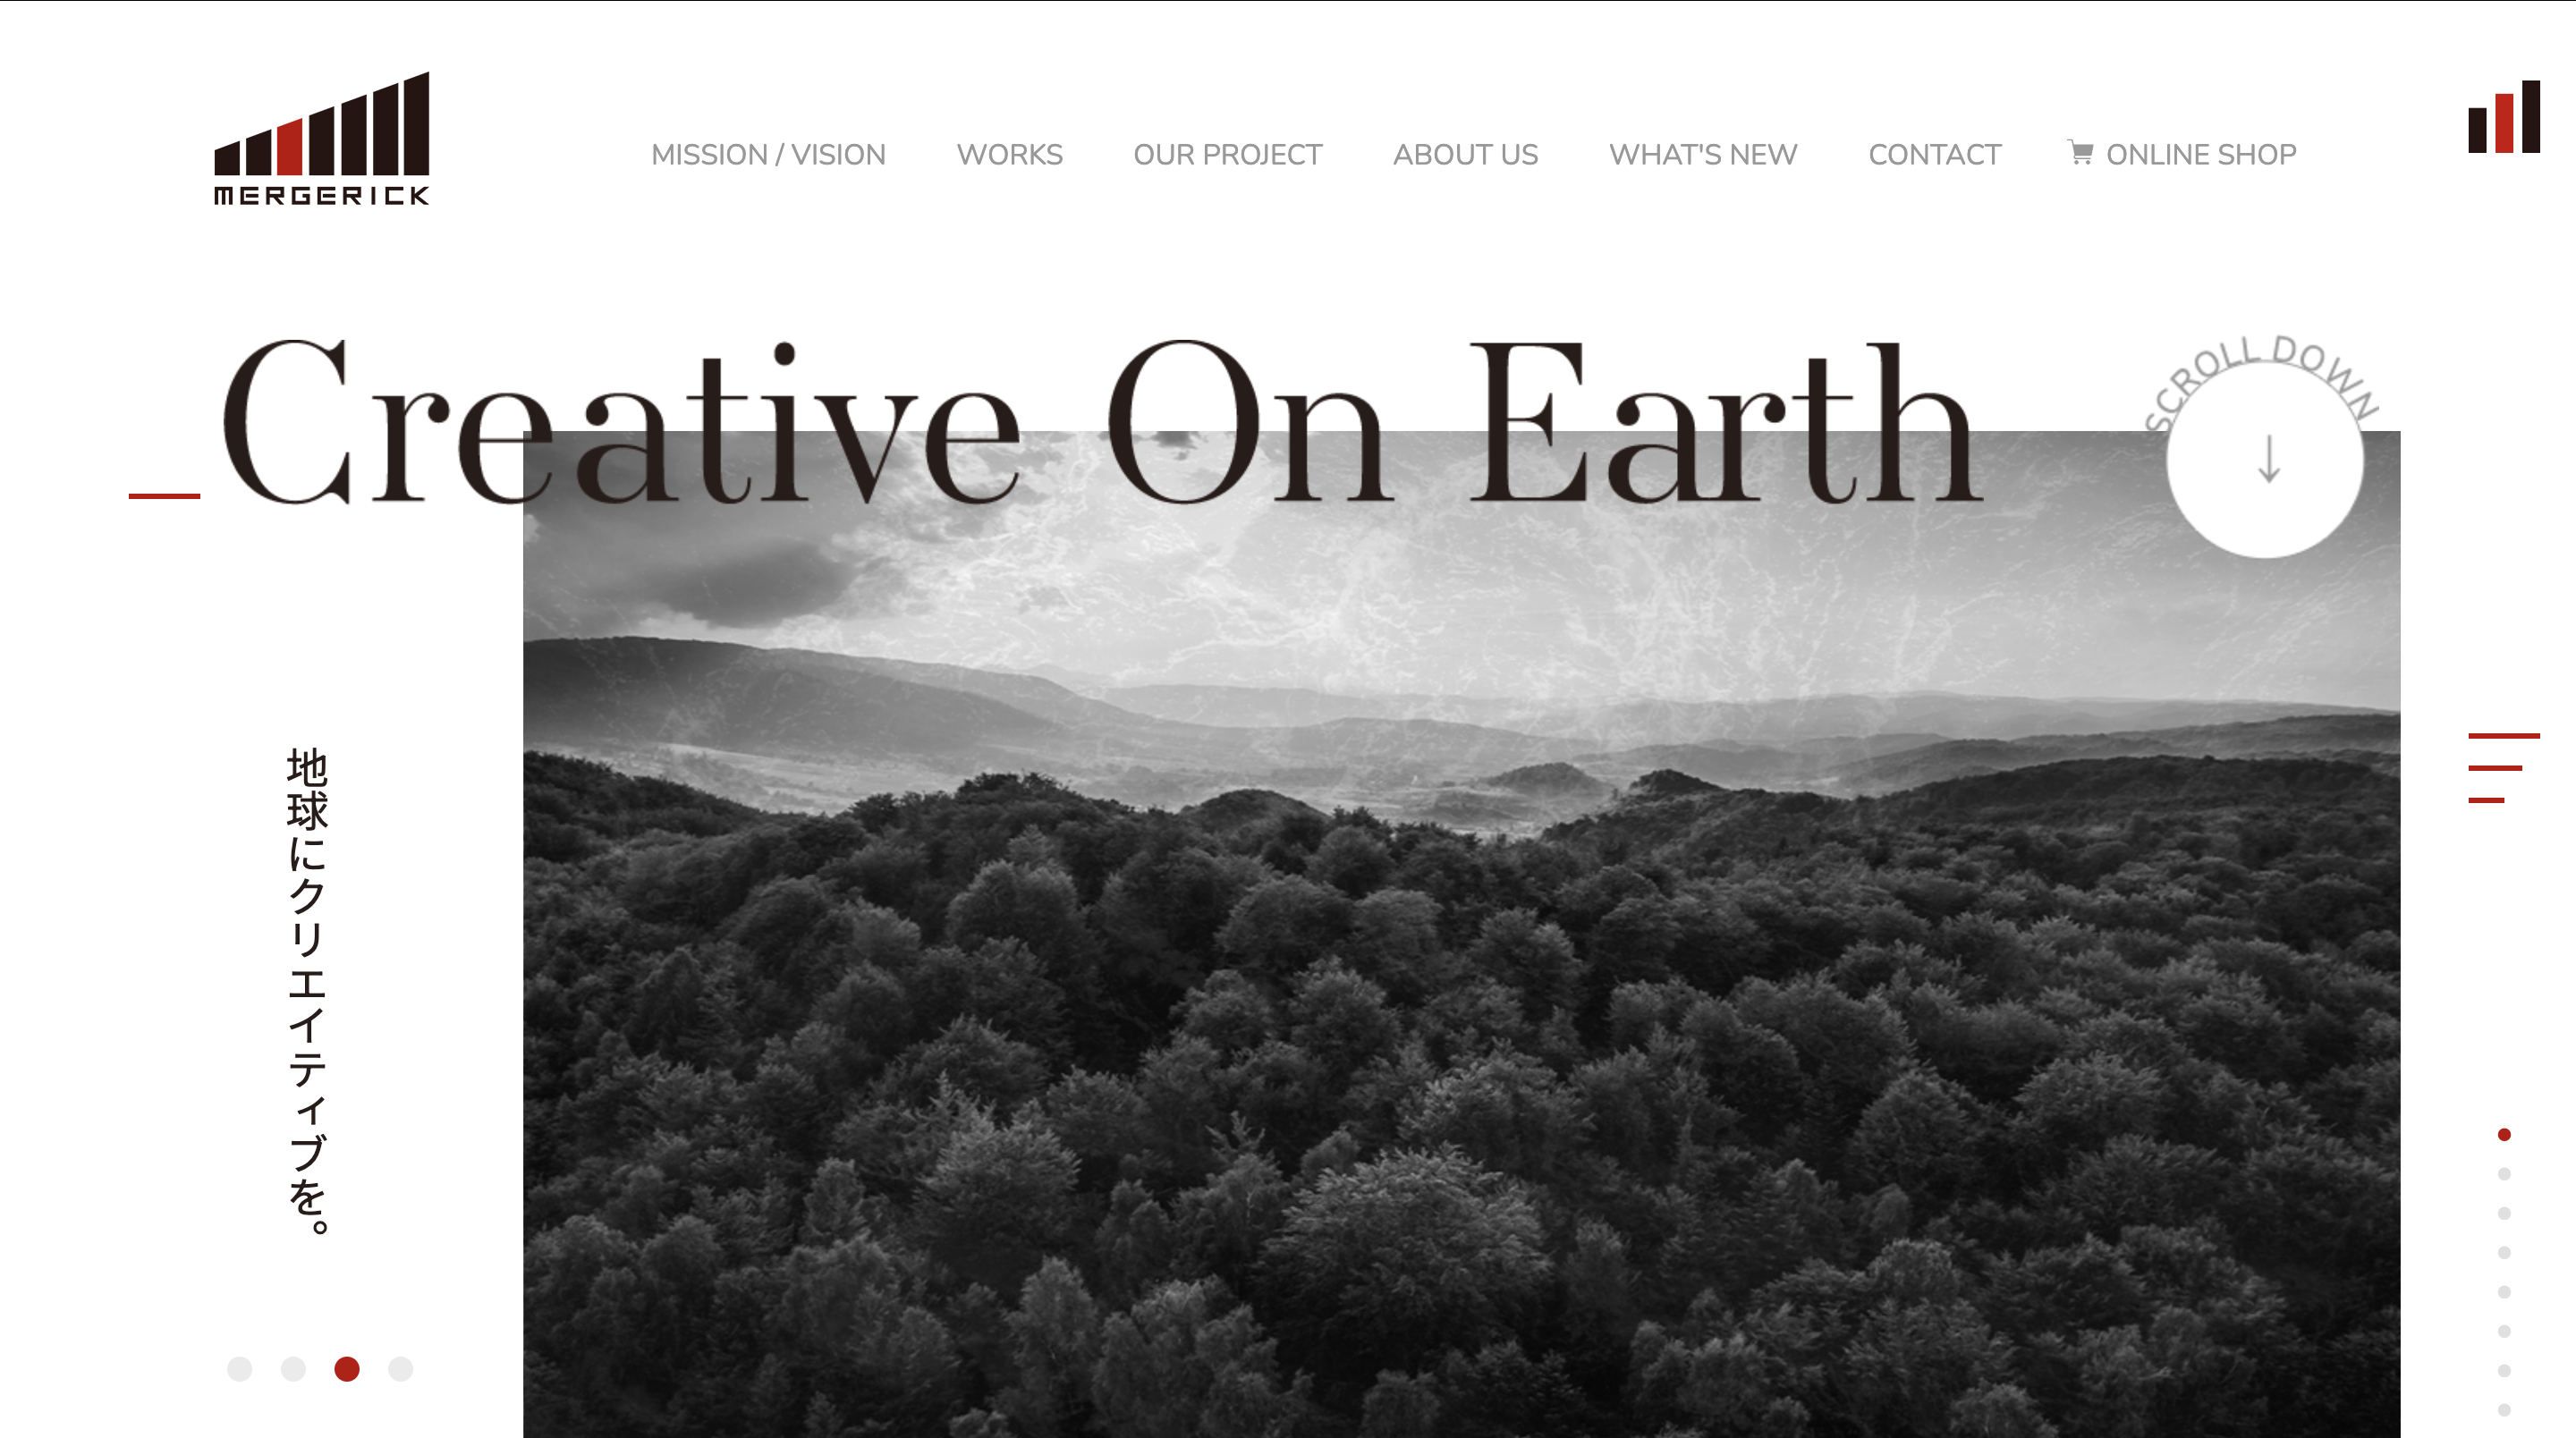 MERGERICK
MISSION / VISION
WORKS
OUR PROJECT
ABOUT US
WHAT'S NEW
CONTACT
ONLINE SHOP
Creative On Earth
SCROLL DOWN
地球にクリエイティブを。